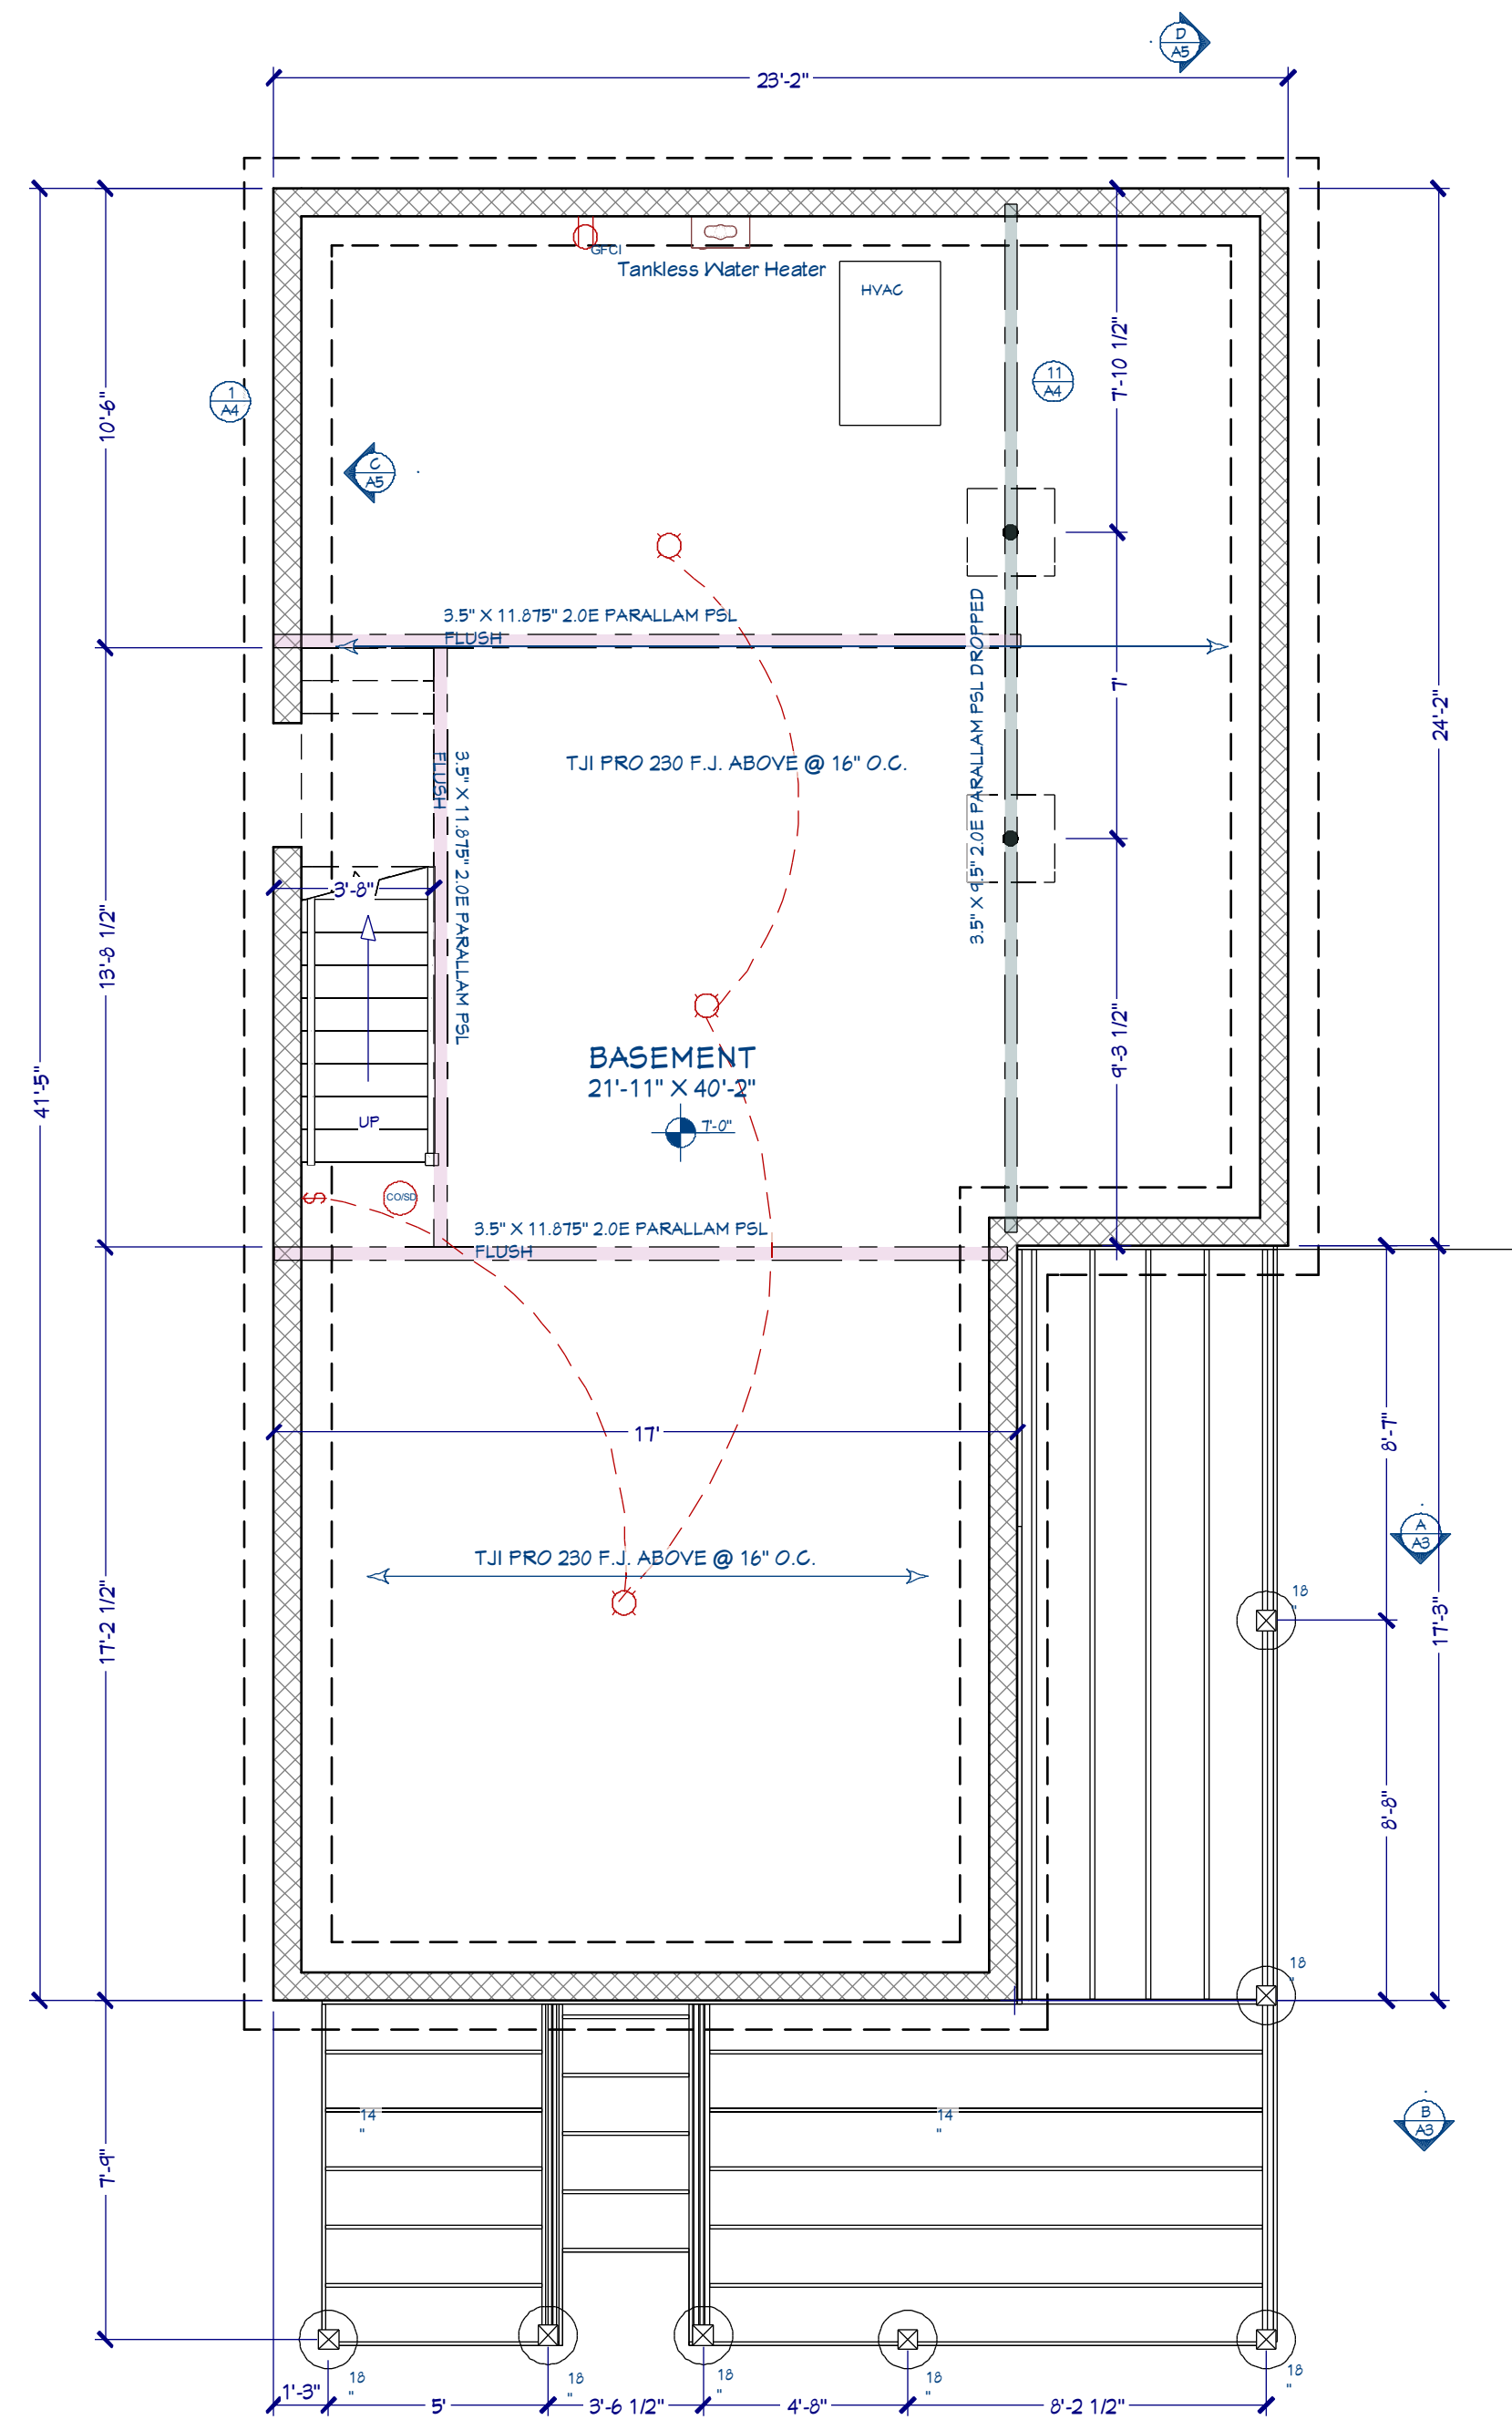 D
A5
23'-2"
GFCI
Tankless Water Heater
HVAC
7'-10 1/2"
10'-6"
1
A4
11
A4
C
A5
3.5" X 11.875" 2.0E PARALLAM PSL
FLUSH
3.5" X 9.5" 2.0E PARALLAM PSL DROPPED
7'
24'-2"
TJI PRO 230 F.J. ABOVE @ 16" O.C.
3.5" X 11.875" 2.0E PARALLAM PSL
FLUSH
3'-8"
13'-8 1/2"
9'-3 1/2"
41'-5"
BASEMENT
21'-11" X 40'-2"
7'-0"
UP
$
CO/SD
3.5" X 11.875" 2.0E PARALLAM PSL
FLUSH
17'
8'-7"
A
A3
TJI PRO 230 F.J. ABOVE @ 16" O.C.
17'-2 1/2"
17'-3"
18
"
8'-8"
18
"
14
"
14
"
B
A3
7'-9"
18
"
18
"
18
"
18
"
18
"
1'-3"
5'
3'-6 1/2"
4'-8"
8'-2 1/2"